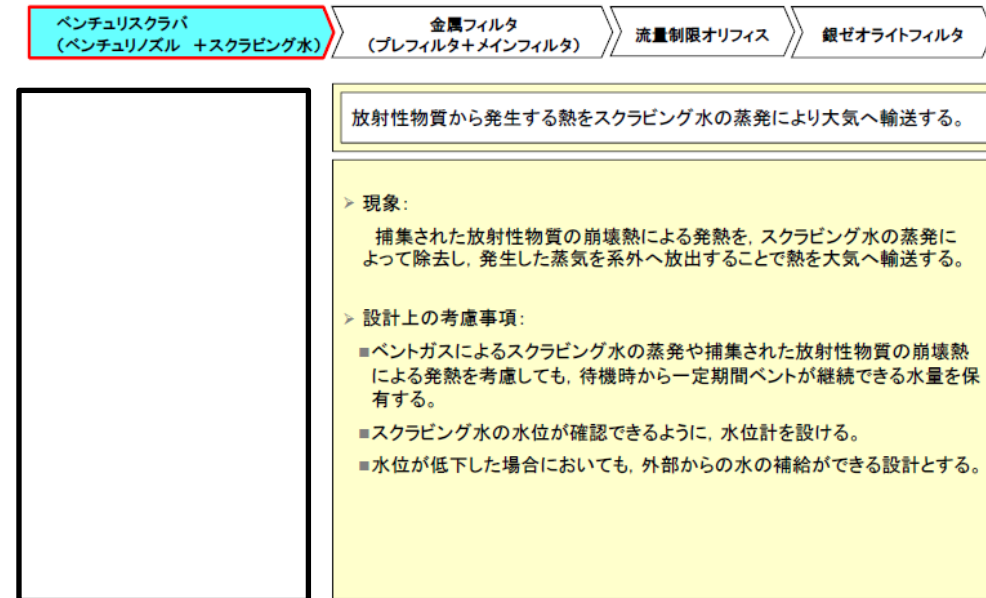 ベンチュリスクラバ
(ベンチュリノズル +スクラビング水)
金属フィルタ
(プレフィルタ+メインフィルタ)
流量制限オリフィス
銀ゼオライトフィルタ
放射性物質から発生する熱をスクラビング水の蒸発により大気へ輸送する。
➢ 現象:
捕集された放射性物質の崩壊熱による発熱を，スクラビング水の蒸発に
よって除去し，発生した蒸気を系外へ放出することで熱を大気へ輸送する。
➢ 設計上の考慮事項:
■ベントガスによるスクラビング水の蒸発や捕集された放射性物質の崩壊熱
による発熱を考慮しても，待機時から一定期間ベントが継続できる水量を保
有する。
■スクラビング水の水位が確認できるように，水位計を設ける。
■水位が低下した場合においても，外部からの水の補給ができる設計とする。